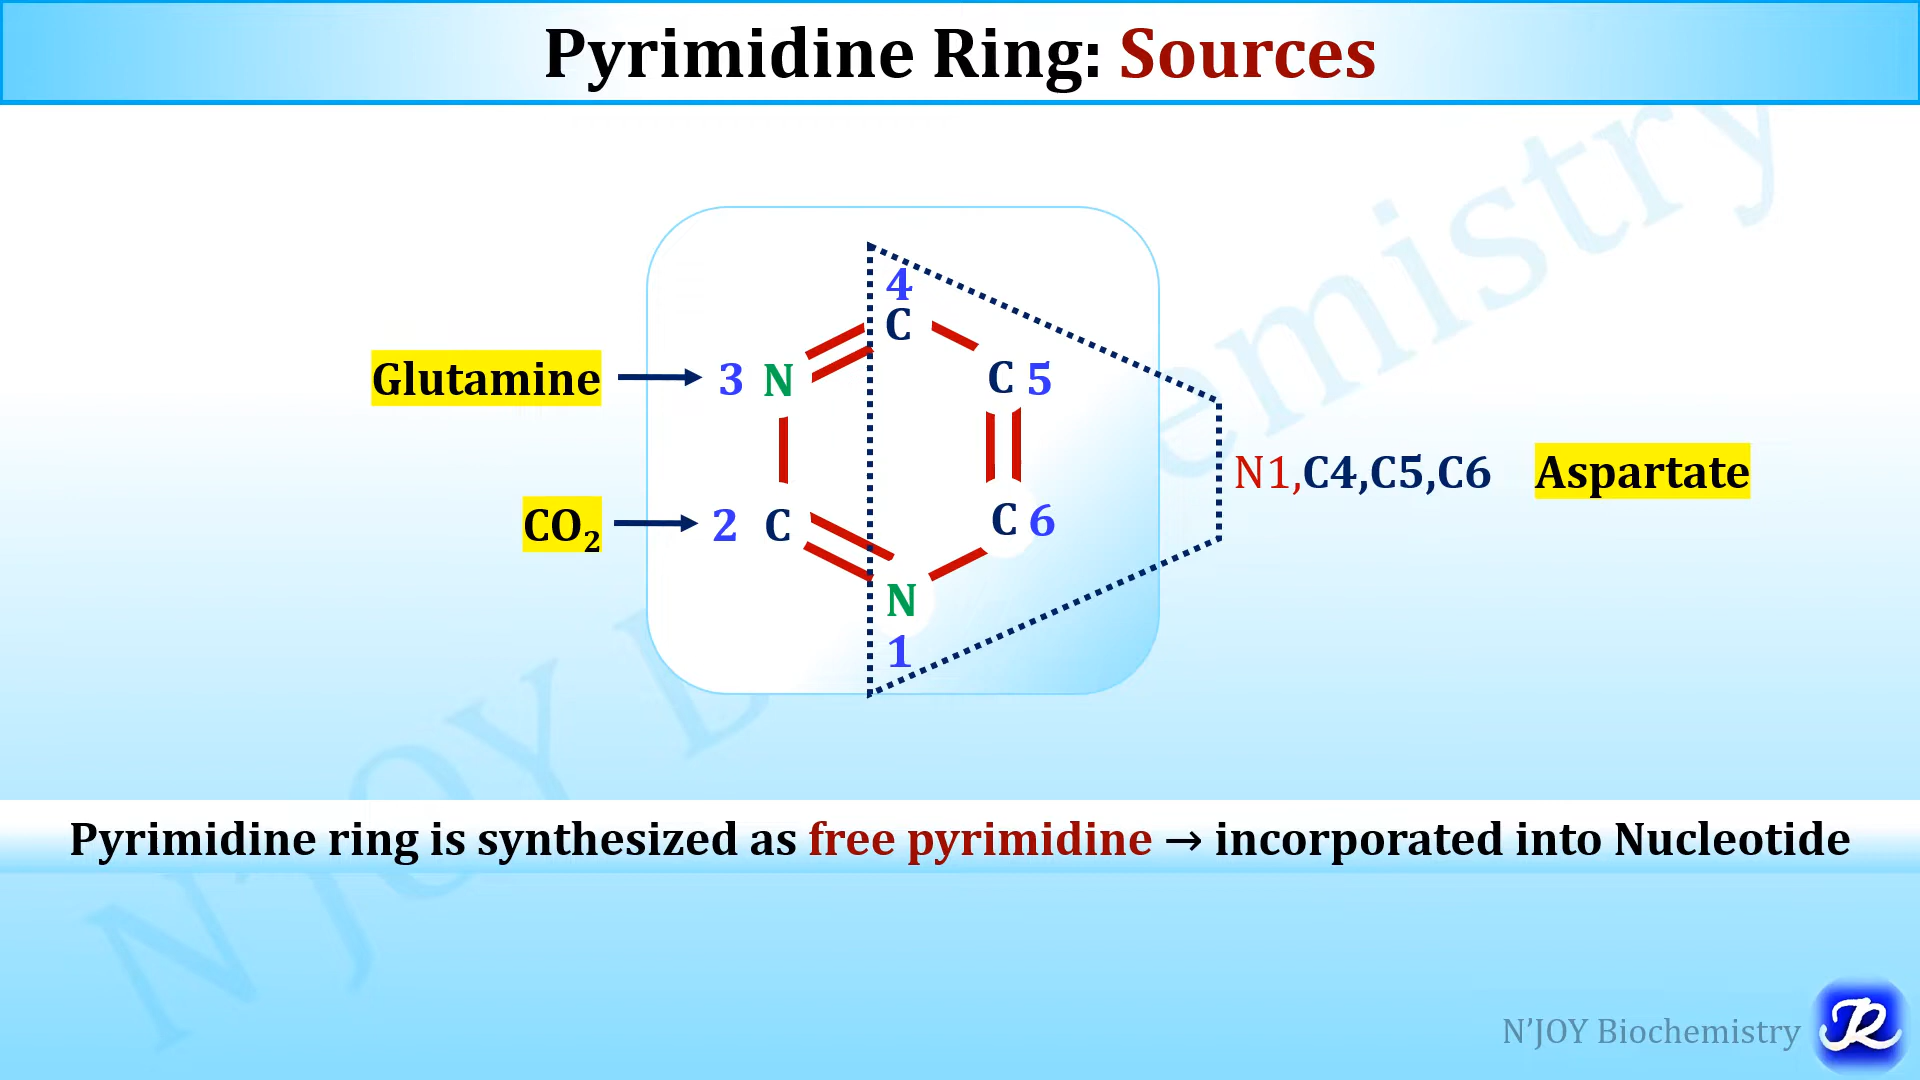 Pyrimidine Ring: Sources
4
C
Glutamine → 3 N
C 5
N1,C4,C5,C6 Aspartate
CO₂ → 2 C
C 6
N
1
Pyrimidine ring is synthesized as free pyrimidine → incorporated into Nucleotide
N'JOY Biochemistry